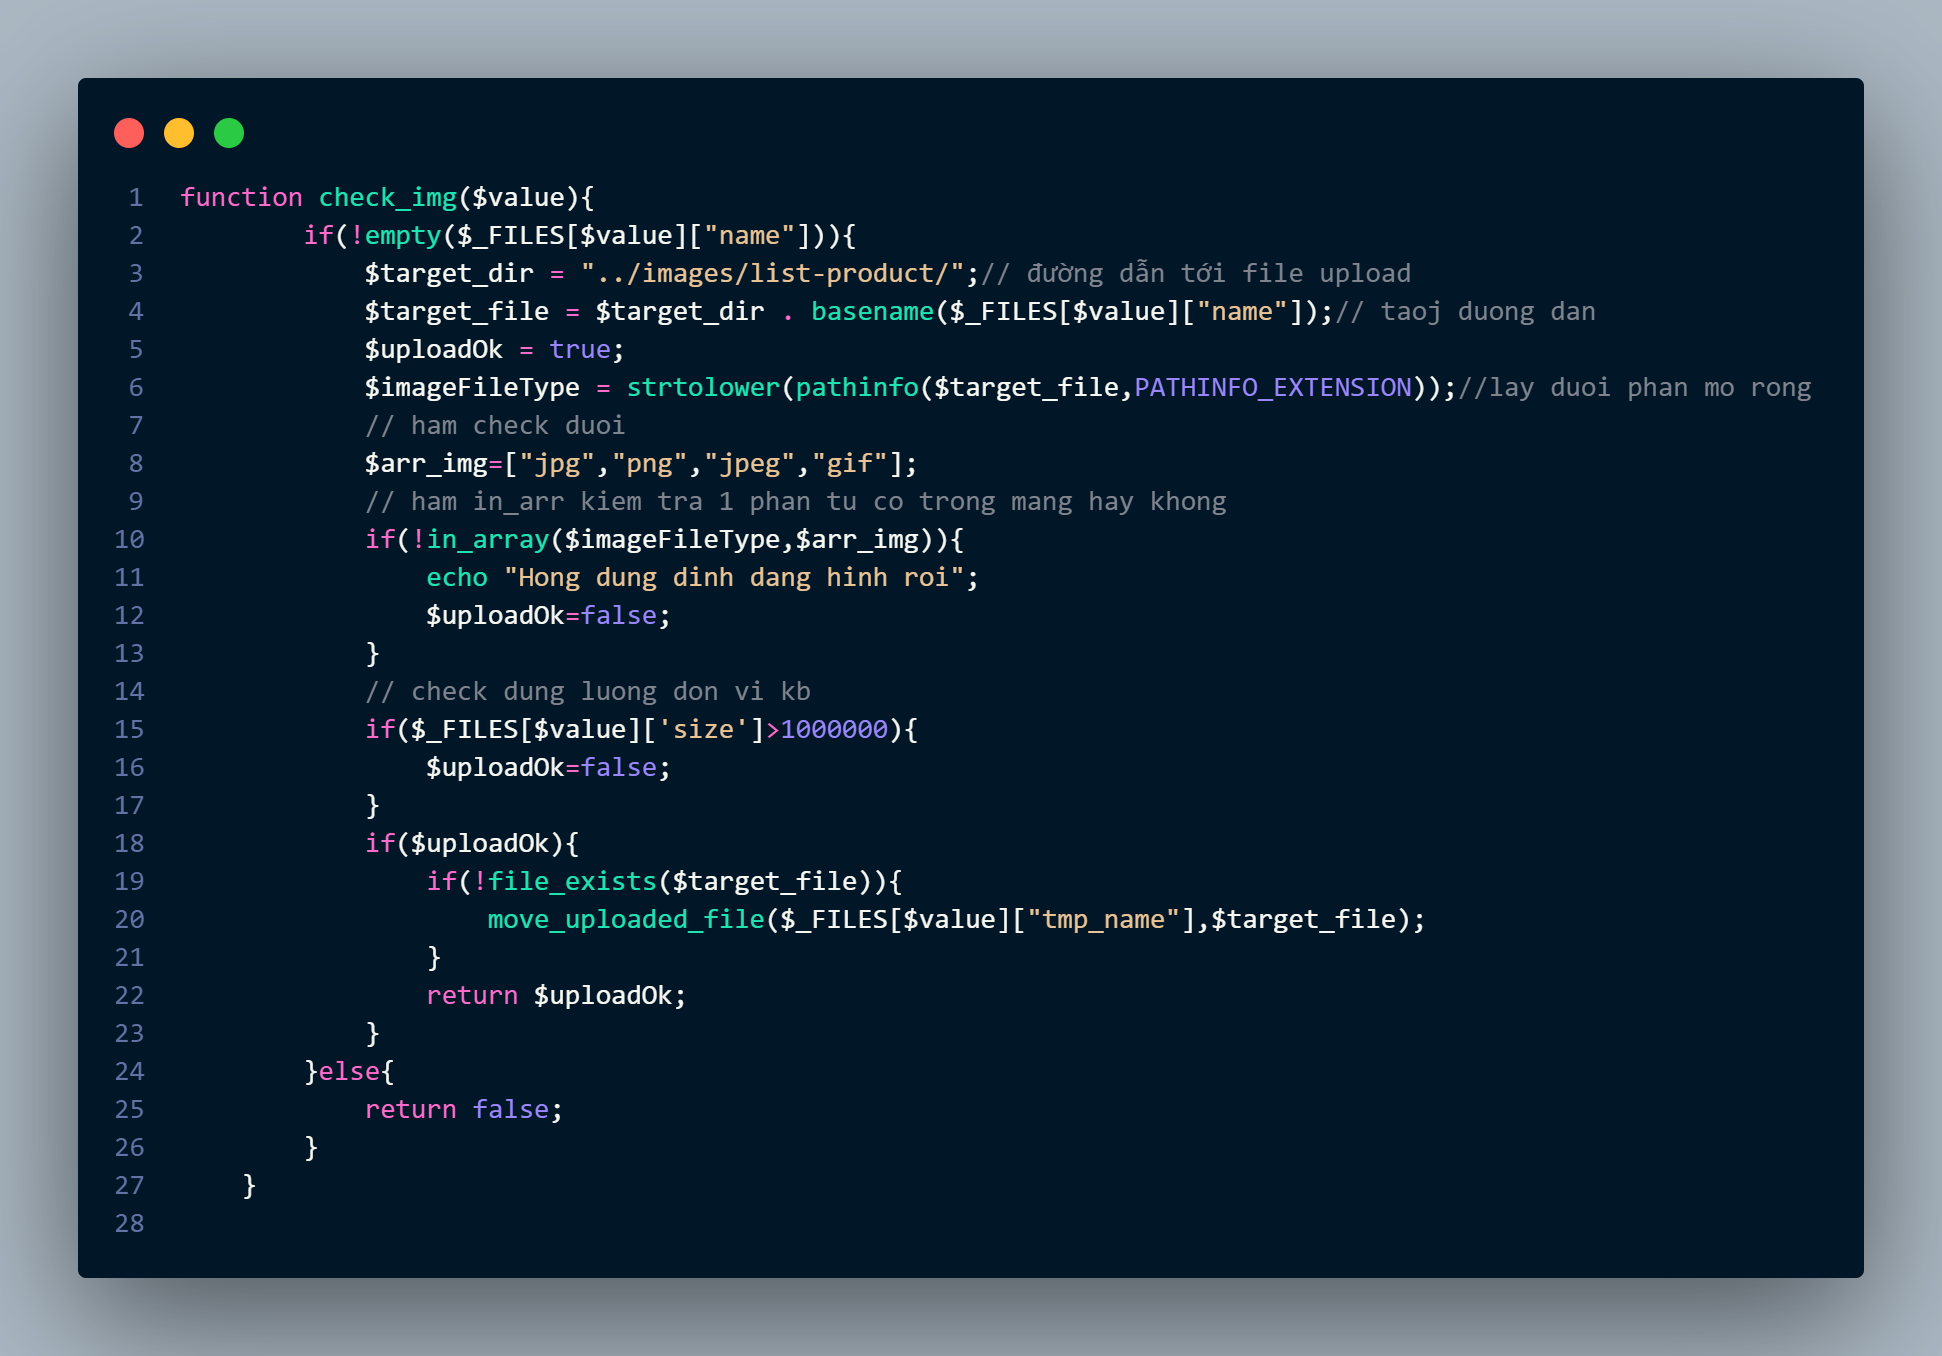 1 function check_img($value){
2 if(!empty($_FILES[$value]["name"])){
3 $target_dir = "../images/list-product/";// đường dẫn tới file upload
4 $target_file = $target_dir . basename($_FILES[$value]["name"]);// taoj duong dan
5 $uploadOk = true;
6 $imageFileType = strtolower(pathinfo($target_file,PATHINFO_EXTENSION));//lay duoi phan mo rong
7 // ham check duoi
8 $arr_img=["jpg","png","jpeg","gif"];
9 // ham in_arr kiem tra 1 phan tu co trong mang hay khong
10 if(!in_array($imageFileType,$arr_img)){
11 echo "Hong dung dinh dang hinh roi";
12 $uploadOk=false;
13 }
14 // check dung luong don vi kb
15 if($_FILES[$value]['size']>1000000){
16 $uploadOk=false;
17 }
18 if($uploadOk){
19 if(!file_exists($target_file)){
20 move_uploaded_file($_FILES[$value]["tmp_name"],$target_file);
21 }
22 return $uploadOk;
23 }
24 }else{
25 return false;
26 }
27 }
28